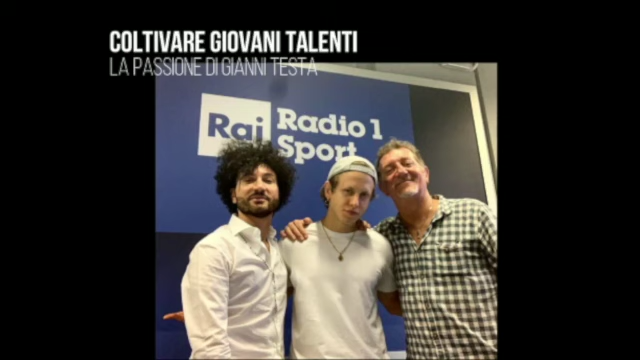 COLTIVARE GIOVANI TALENTI
LA PASSIONE DI GIANNI TESTA
Rai Radio 1
Sport